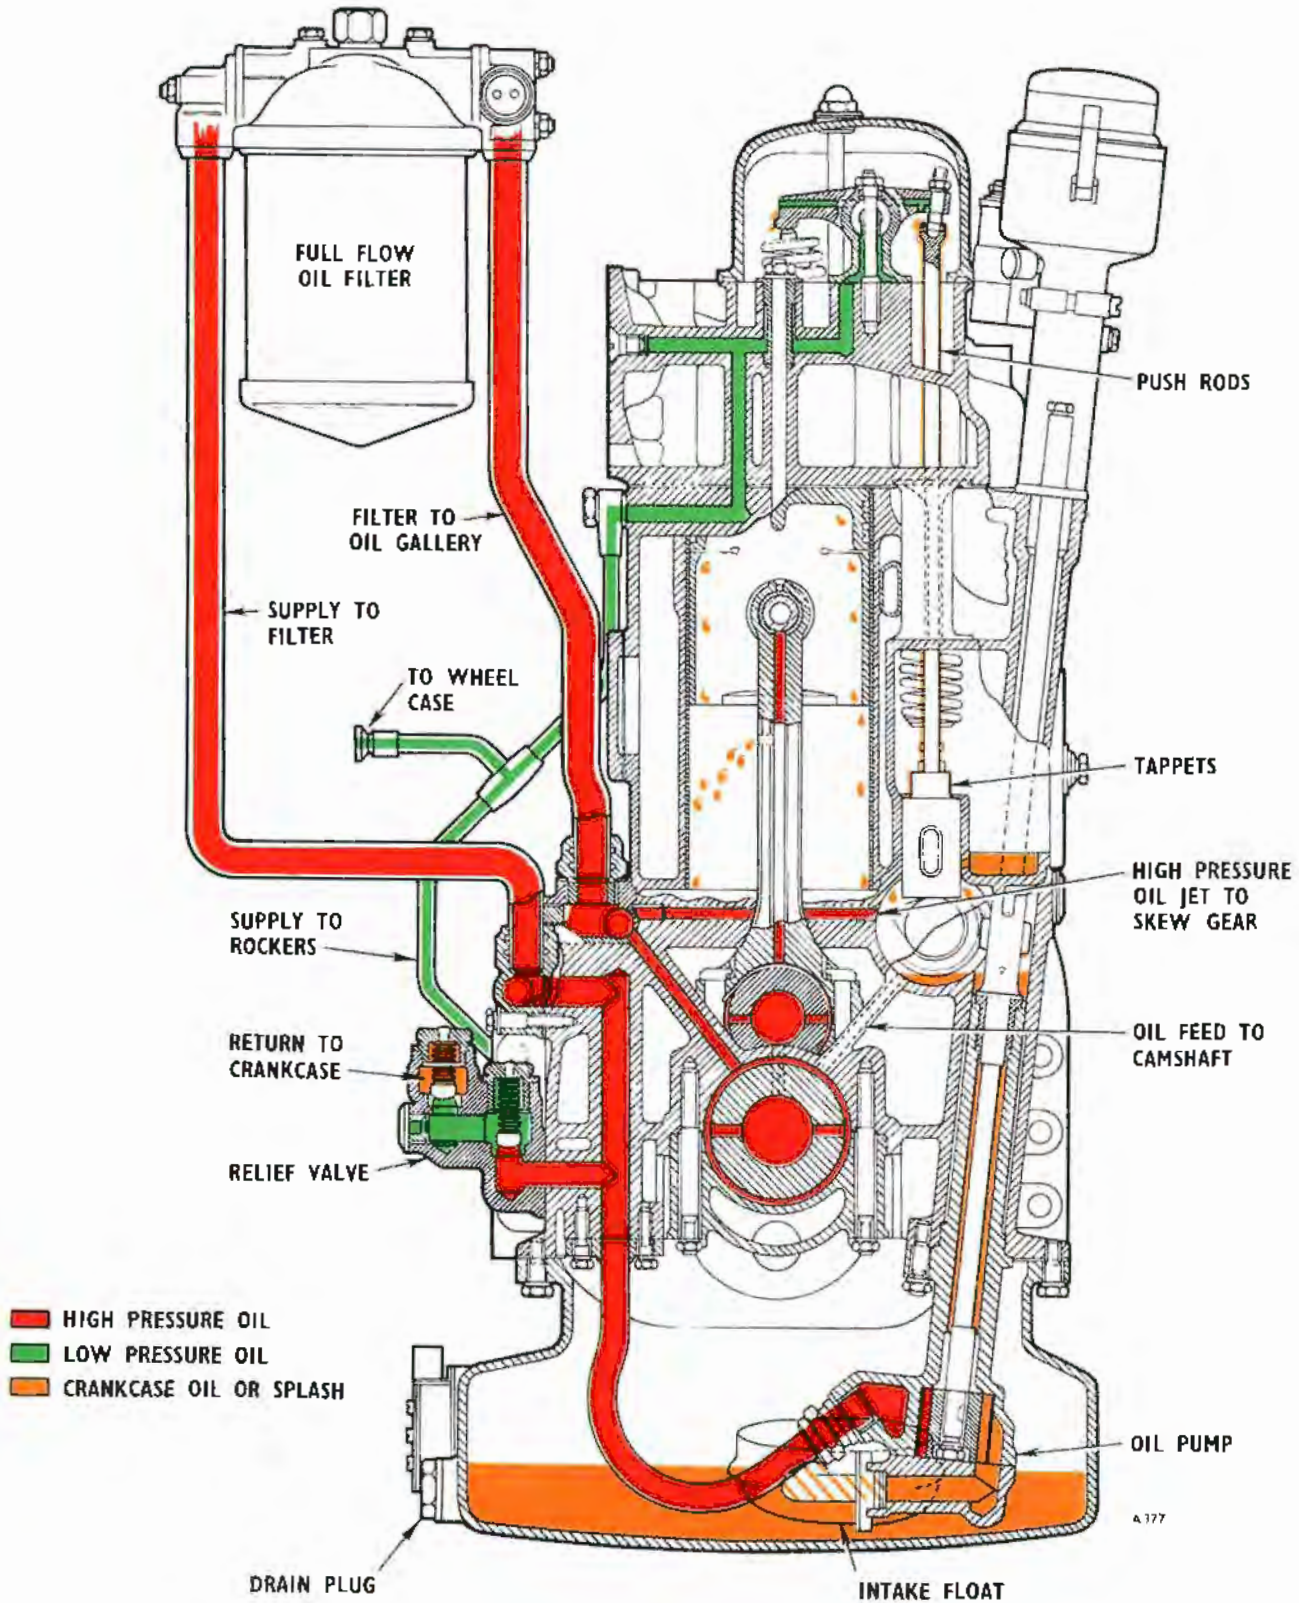 FULL FLOW
OIL FILTER
PUSH RODS
FILTER TO
OIL GALLERY
SUPPLY TO
FILTER
TO WHEEL
CASE
TAPPETS
HIGH PRESSURE
OIL JET TO
SKEW GEAR
SUPPLY TO
ROCKERS
OIL FEED TO
CAMSHAFT
RETURN TO
CRANKCASE
RELIEF VALVE
HIGH PRESSURE OIL
LOW PRESSURE OIL
CRANKCASE OIL OR SPLASH
OIL PUMP
A 377
DRAIN PLUG
INTAKE FLOAT